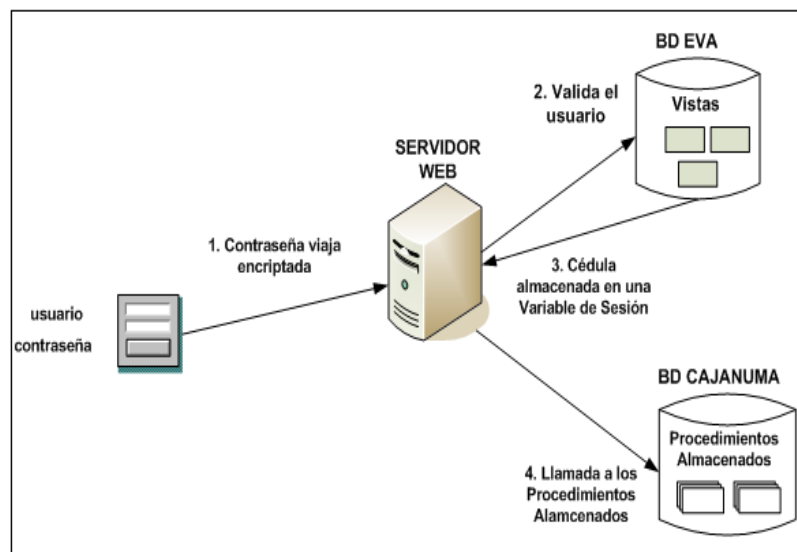 BD EVA
Vistas
2. Valida el
usuario
SERVIDOR
WEB
1. Contraseña viaja
encriptada
3. Cédula
almacenada en una
Variable de Sesión
usuario
contraseña
BD CAJANUMA
Procedimientos
Almacenados
4. Llamada a los
Procedimientos
Alamcenados